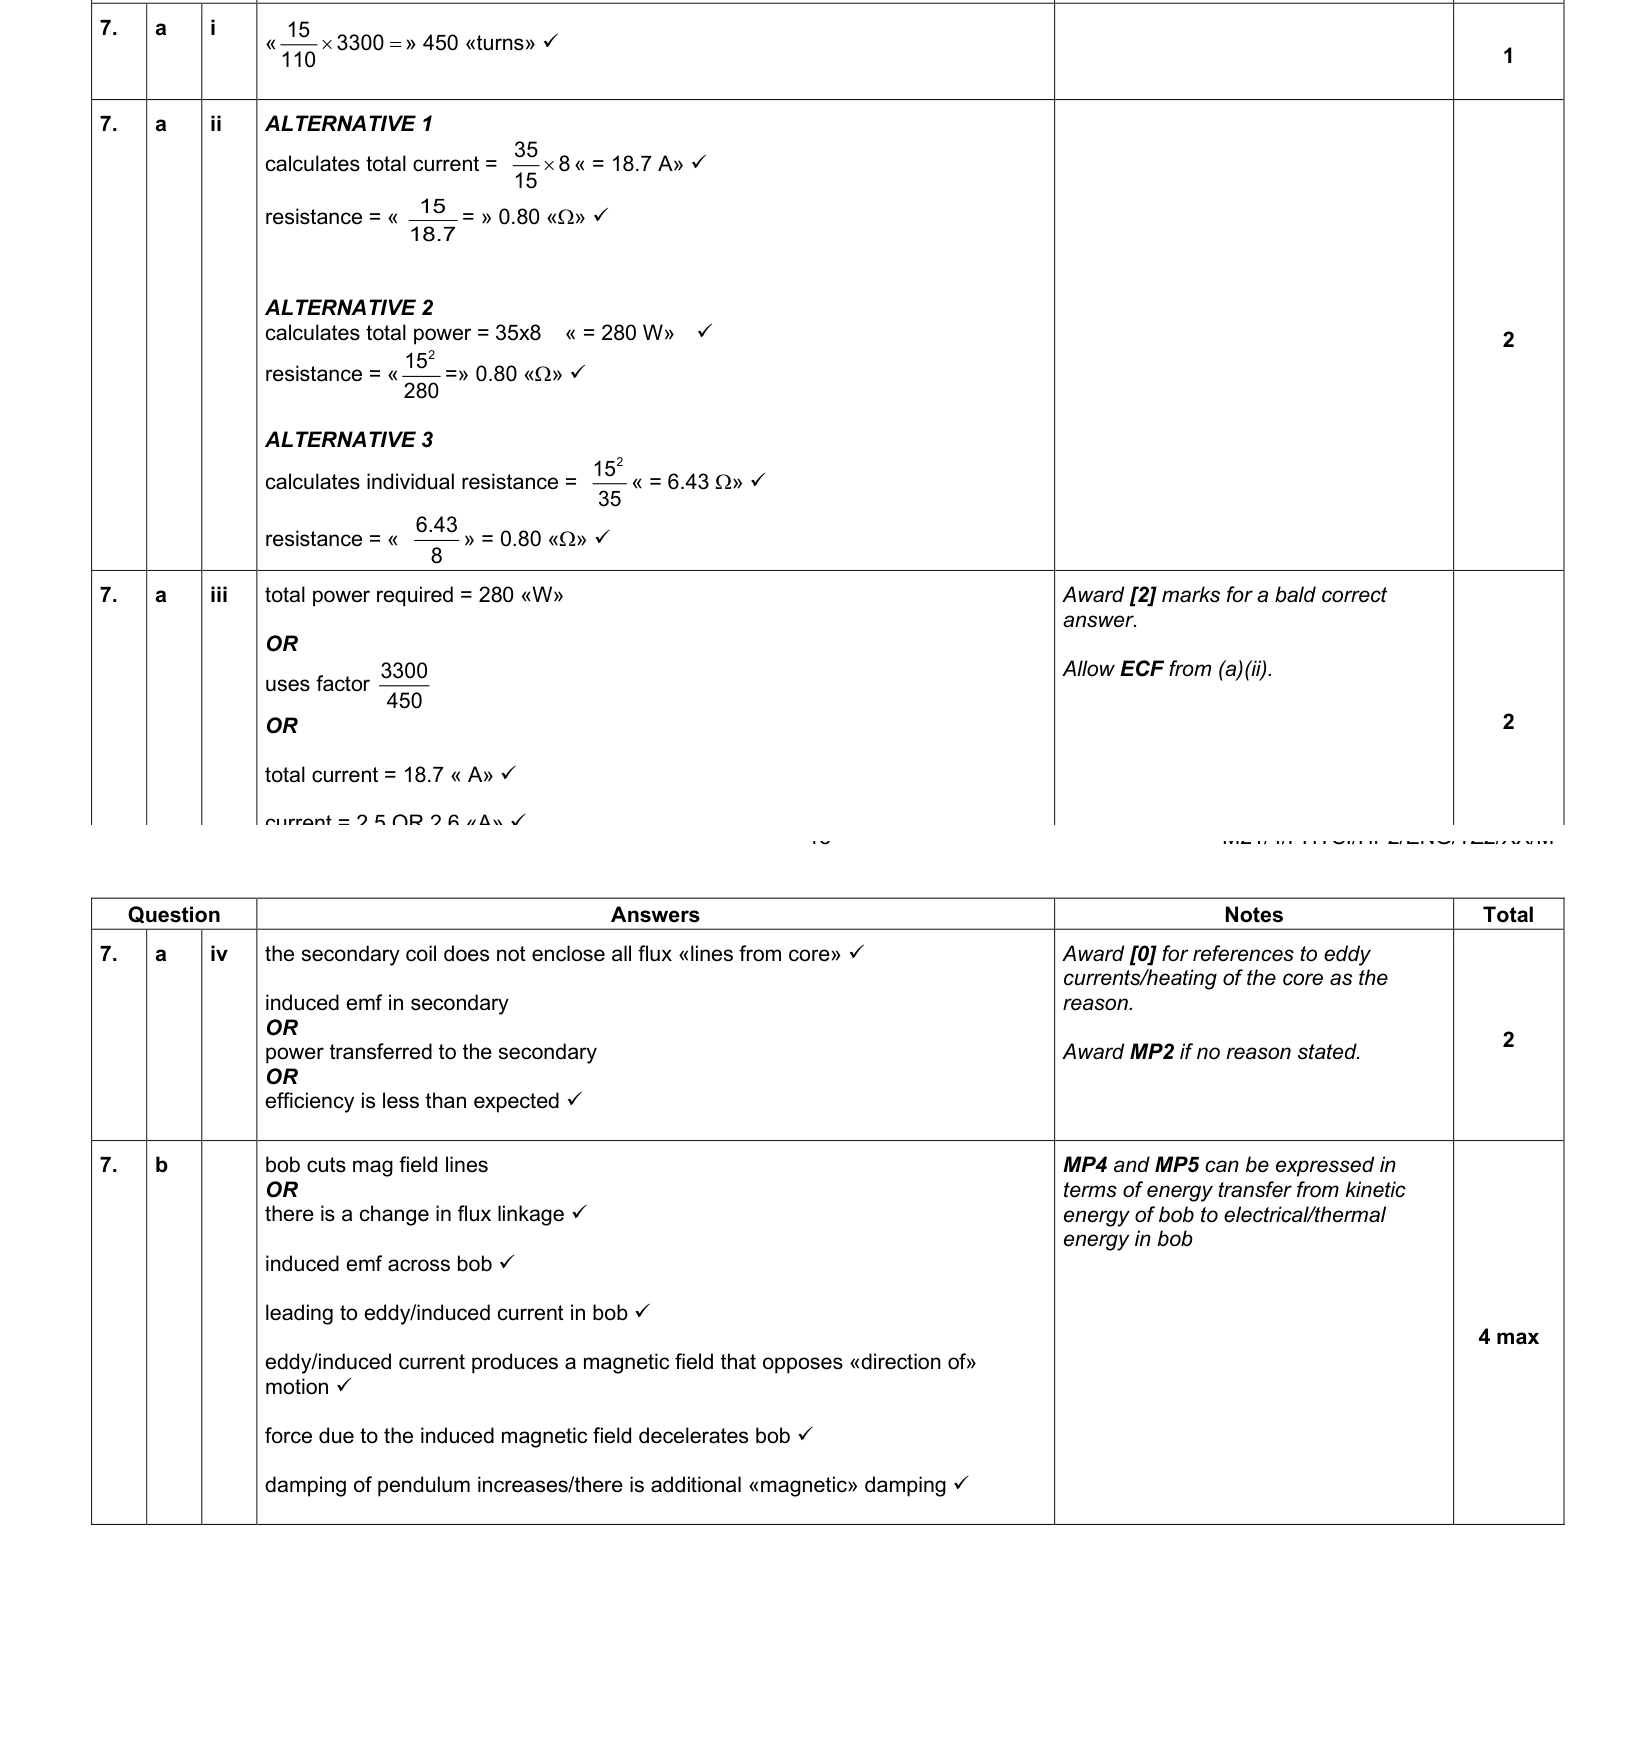 7. a i « 15/110 × 3300 = » 450 «turns» ✓ 1
7. a ii ALTERNATIVE 1
calculates total current = 35/15 × 8 « = 18.7 A» ✓
resistance = « 15/18.7 = » 0.80 «Ω» ✓
ALTERNATIVE 2
calculates total power = 35x8 « = 280 W» ✓
2
resistance = « 15²/280 =» 0.80 «Ω» ✓
ALTERNATIVE 3
calculates individual resistance = 15²/35 « = 6.43 Ω» ✓
resistance = « 6.43/8 » = 0.80 «Ω» ✓
7. a iii total power required = 280 «W»
OR
uses factor 3300/450
OR
total current = 18.7 « A» ✓
current = 2.5 OR 2.6 «A» ✓
Award [2] marks for a bald correct
answer.
Allow ECF from (a)(ii).
2
Question Answers Notes Total
7. a iv the secondary coil does not enclose all flux «lines from core» ✓
induced emf in secondary
OR
power transferred to the secondary
OR
efficiency is less than expected ✓
Award [0] for references to eddy
currents/heating of the core as the
reason.
Award MP2 if no reason stated.
2
7. b bob cuts mag field lines
OR
there is a change in flux linkage ✓
induced emf across bob ✓
leading to eddy/induced current in bob ✓
eddy/induced current produces a magnetic field that opposes «direction of»
motion ✓
force due to the induced magnetic field decelerates bob ✓
damping of pendulum increases/there is additional «magnetic» damping ✓
MP4 and MP5 can be expressed in
terms of energy transfer from kinetic
energy of bob to electrical/thermal
energy in bob
4 max